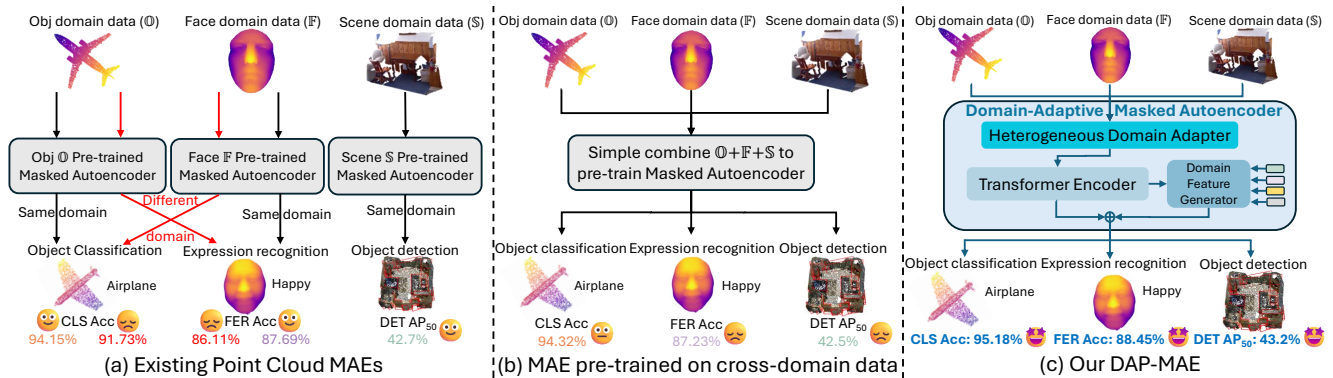 Obj domain data (𝕆)
Face domain data (𝔽)
Scene domain data (𝕊)
Obj 𝕆 Pre-trained
Masked Autoencoder
Face 𝔽 Pre-trained
Masked Autoencoder
Scene 𝕊 Pre-trained
Masked Autoencoder
Same domain
Different
domain
Same domain
Same domain
Object Classification
Expression recognition
Object detection
Airplane
Happy
CLS Acc
94.15%
91.73%
FER Acc
86.11%
87.69%
DET AP₅₀
42.7%
(a) Existing Point Cloud MAEs
Obj domain data (𝕆)
Face domain data (𝔽)
Scene domain data (𝕊)
Simple combine 𝕆+𝔽+𝕊 to
pre-train Masked Autoencoder
Object classification
Expression recognition
Object detection
Airplane
Happy
CLS Acc
94.32%
FER Acc
87.23%
DET AP₅₀
42.5%
(b) MAE pre-trained on cross-domain data
Obj domain data (𝕆)
Face domain data (𝔽)
Scene domain data (𝕊)
Domain-Adaptive Masked Autoencoder
Heterogeneous Domain Adapter
Transformer Encoder
Domain
Feature
Generator
Object classification
Expression recognition
Object detection
Airplane
Happy
CLS Acc: 95.18%
FER Acc: 88.45%
DET AP₅₀: 43.2%
(c) Our DAP-MAE